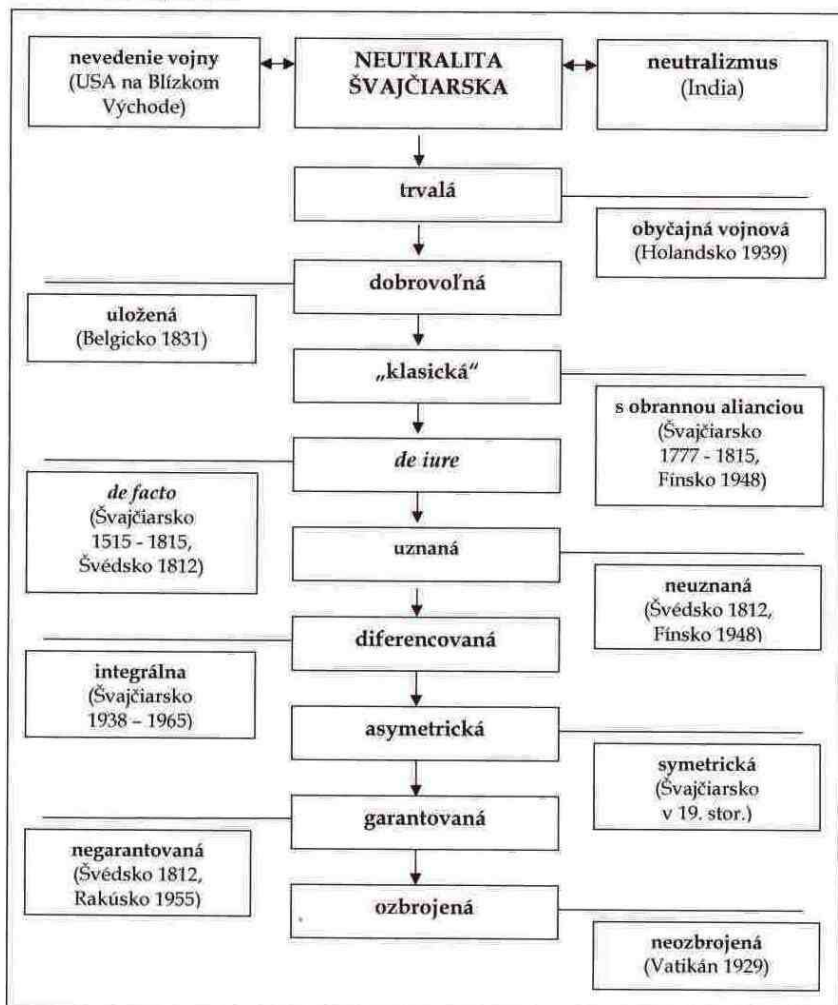 nevedenie vojny
(USA na Blízkom
Východe)
NEUTRALITA
ŠVAJČIARSKA
neutralizmus
(India)
trvalá
obyčajná vojnová
(Holandsko 1939)
dobrovoľná
uložená
(Belgicko 1831)
„klasická“
s obrannou alianciou
(Švajčiarsko
1777 - 1815,
Fínsko 1948)
de iure
de facto
(Švajčiarsko
1515 - 1815,
Švédsko 1812)
uznaná
neuznaná
(Švédsko 1812,
Fínsko 1948)
diferencovaná
integrálna
(Švajčiarsko
1938 – 1965)
asymetrická
symetrická
(Švajčiarsko
v 19. stor.)
garantovaná
negarantovaná
(Švédsko 1812,
Rakúsko 1955)
ozbrojená
neozbrojená
(Vatikán 1929)